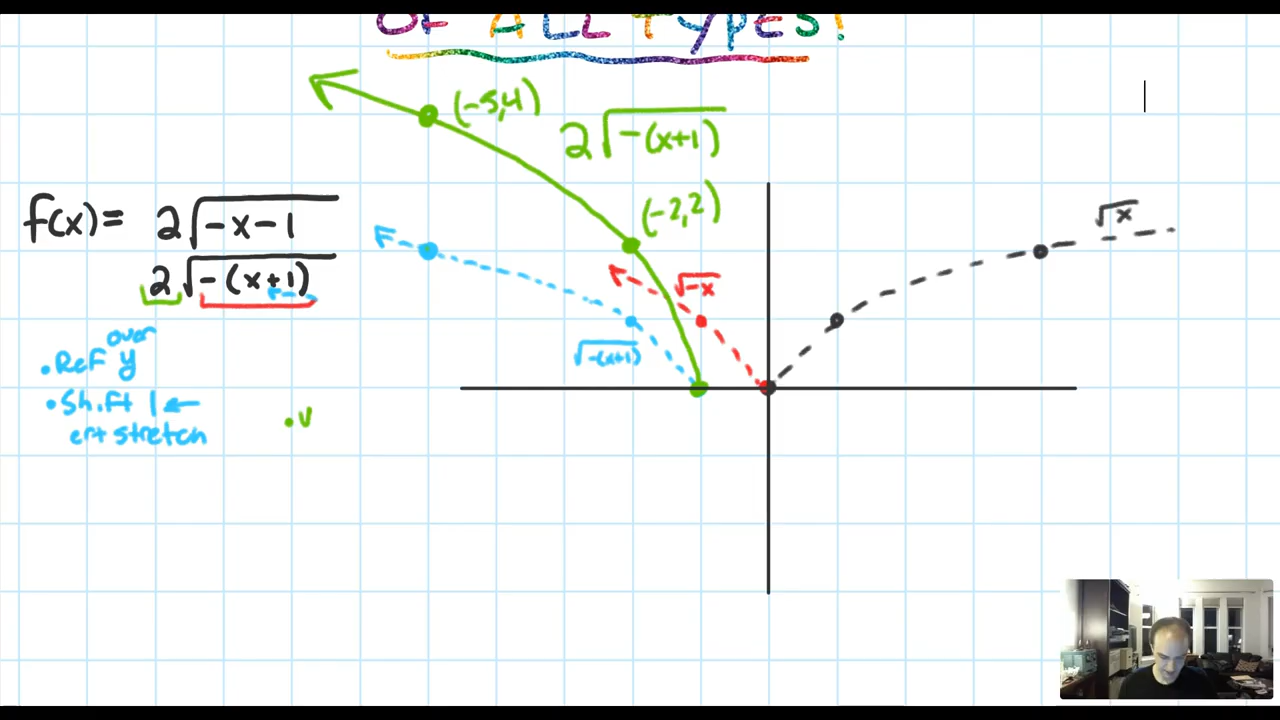 OF ALL TYPES!
(-5,4)
2√-(x+1)
(-2,2)
√x
f(x)= 2√-x-1
2√-(x+1)
√-x
√-(x+1)
• Ref over y
• Shift 1 ←
ert stretch
• v